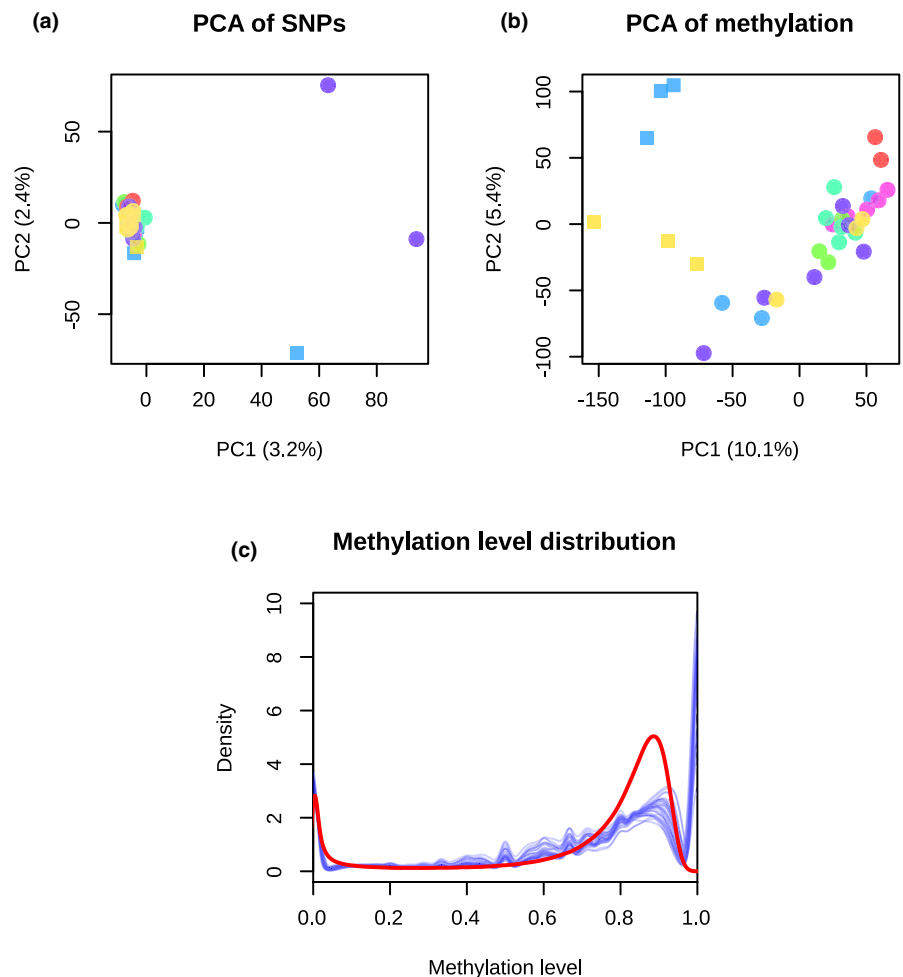 (a) PCA of SNPs
PC2 (2.4%)
50
0
-50
0 20 40 60 80
PC1 (3.2%)
(b) PCA of methylation
PC2 (5.4%)
100
50
0
-50
-100
-150 -100 -50 0 50
PC1 (10.1%)
(c) Methylation level distribution
Density
10
8
6
4
2
0
0.0 0.2 0.4 0.6 0.8 1.0
Methylation level